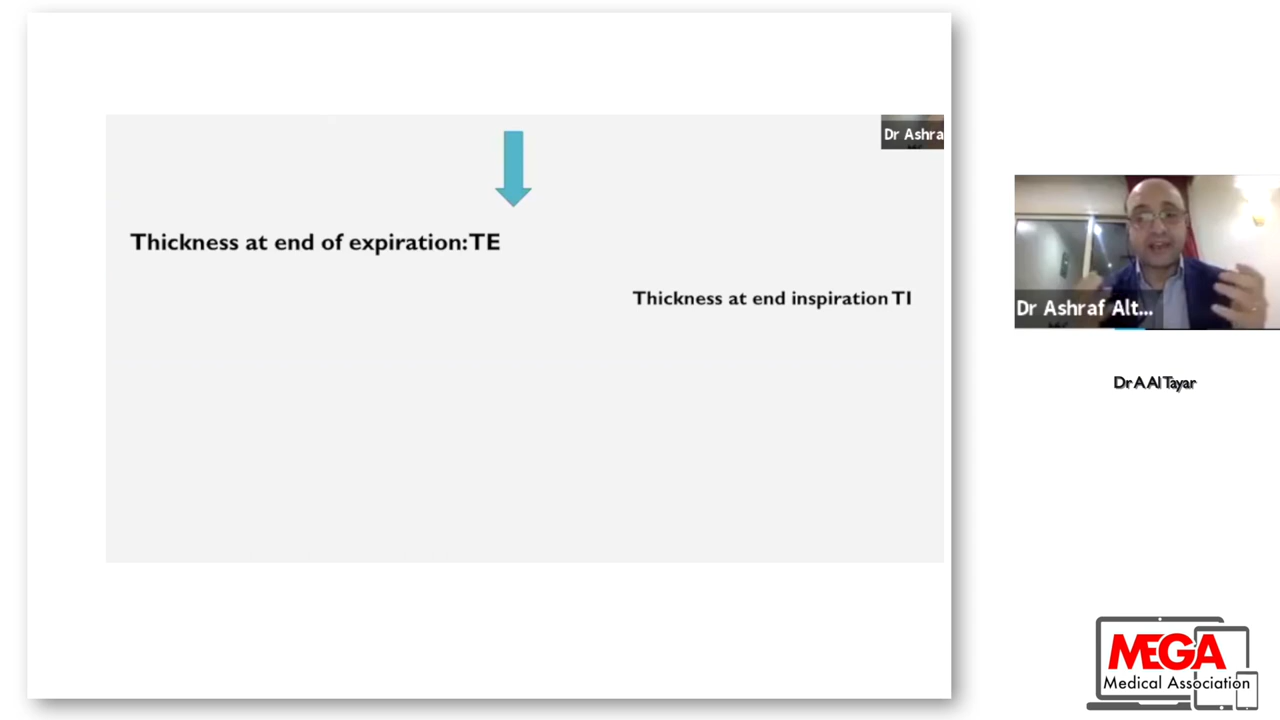 Dr Ashra
Thickness at end of expiration:TE
Thickness at end inspiration TI
Dr Ashraf Alt...
Dr A Al Tayar
MEGA
Medical Association